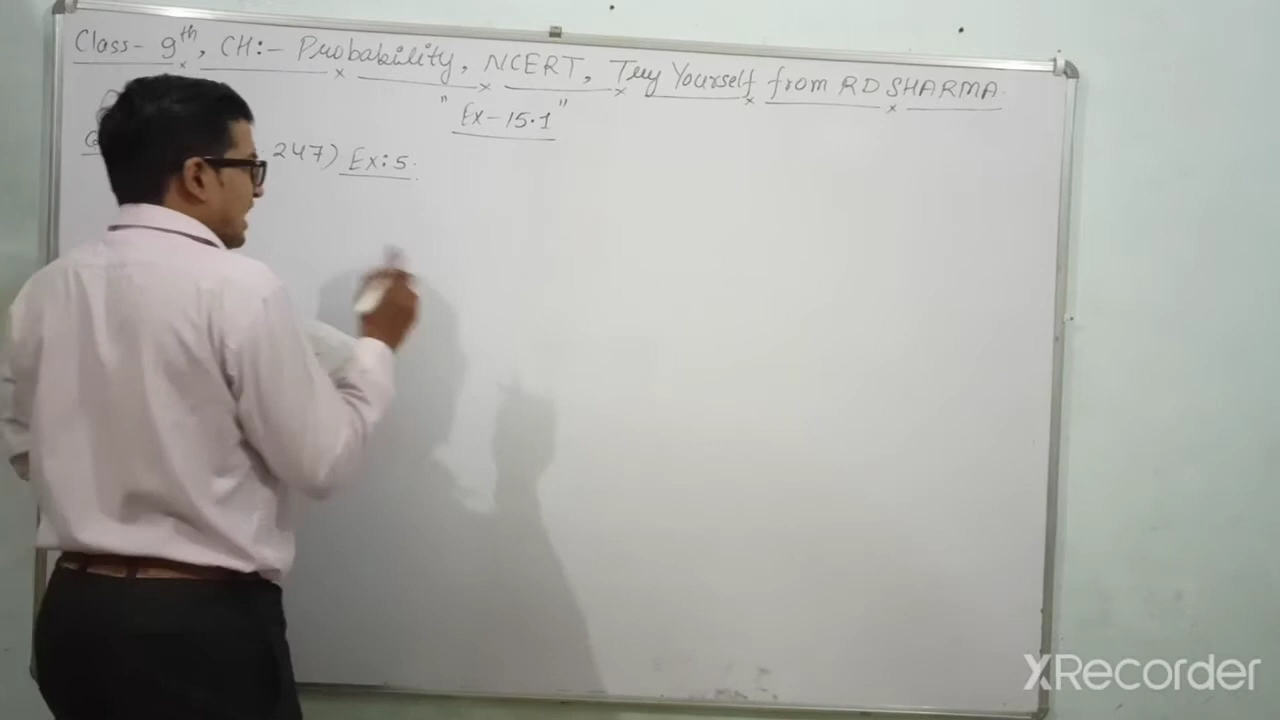 Class- 9th, CH:- Probability, NCERT, Try Yourself from RD SHARMA.
"Ex-15.1"
247) Ex:5.
XRecorder